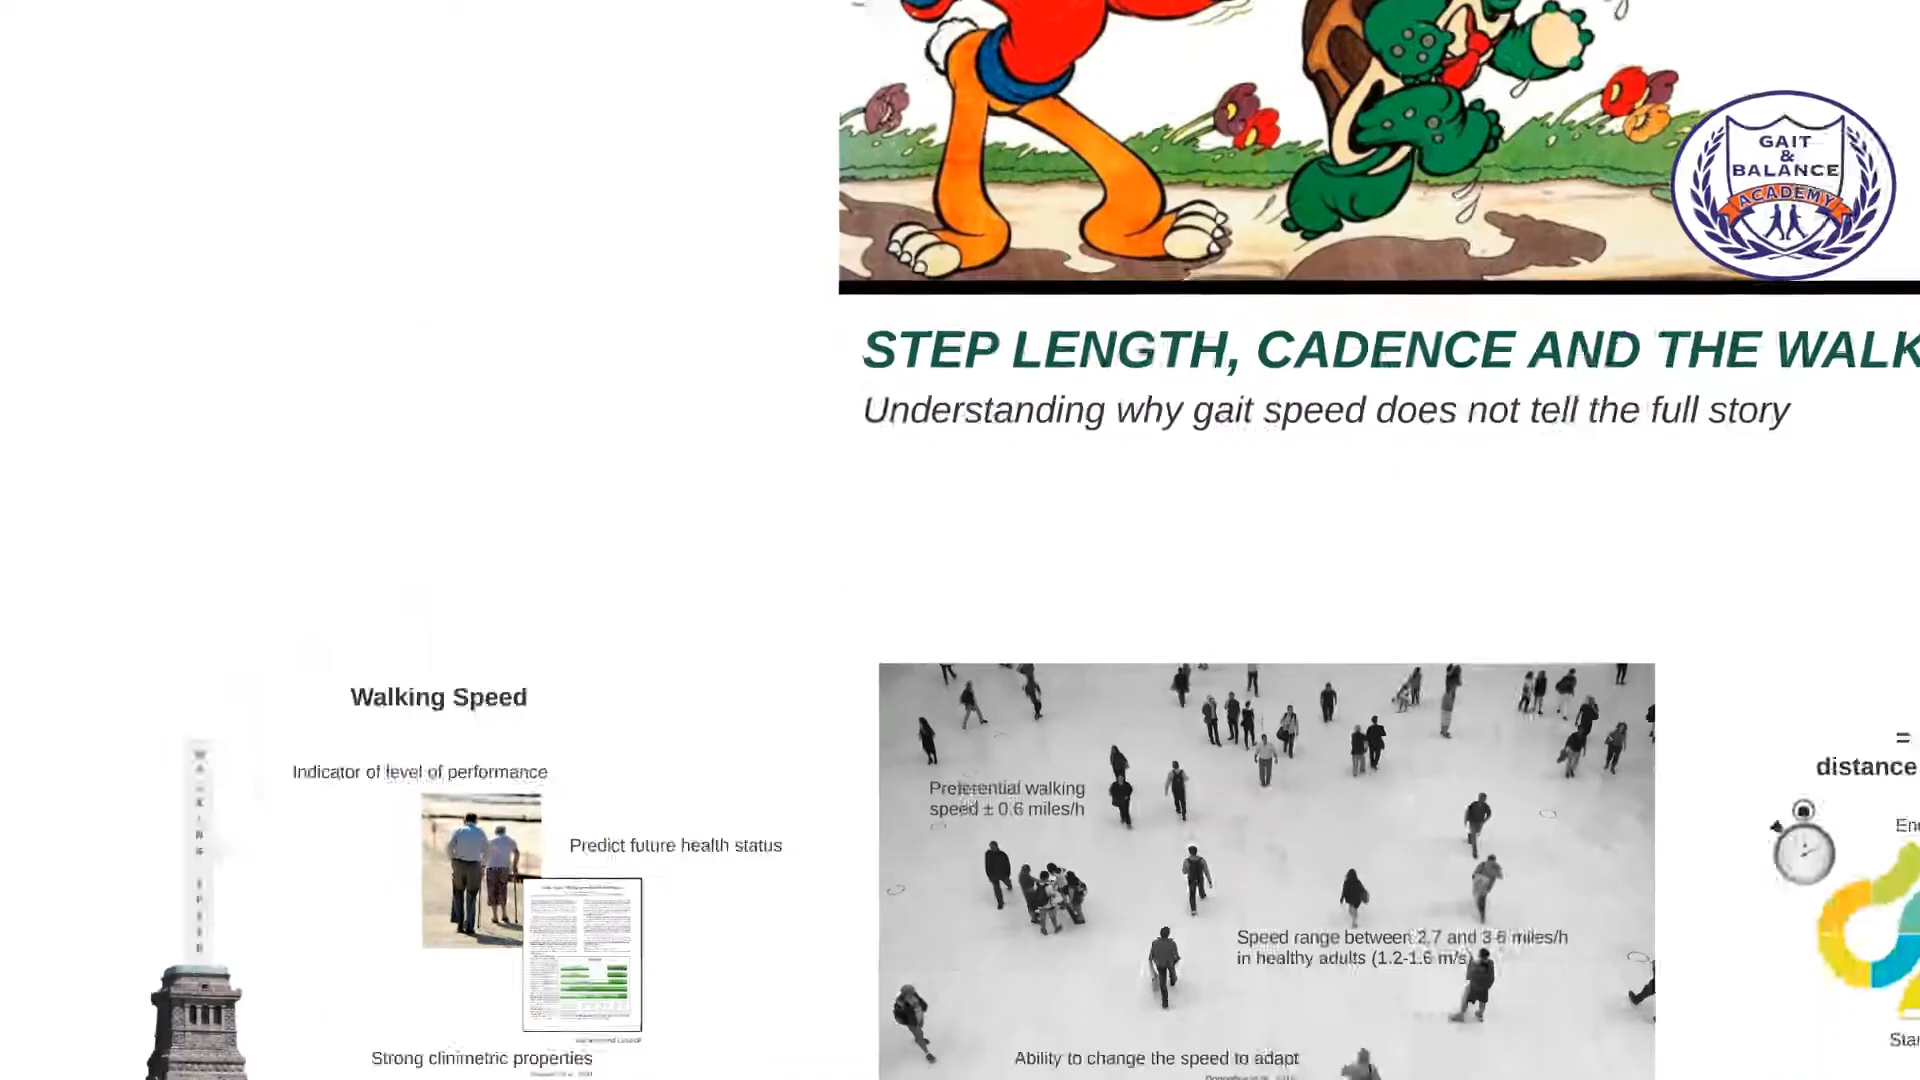 GAIT
&
BALANCE
ACADEMY
STEP LENGTH, CADENCE AND THE WALK
Understanding why gait speed does not tell the full story
Walking Speed
Indicator of level of performance
Predict future health status
Strong clinimetric properties
Preferential walking
speed ± 0.6 miles/h
Speed range between 2.7 and 3.6 miles/h
in healthy adults (1.2-1.6 m/s)
Ability to change the speed to adapt
=
distance